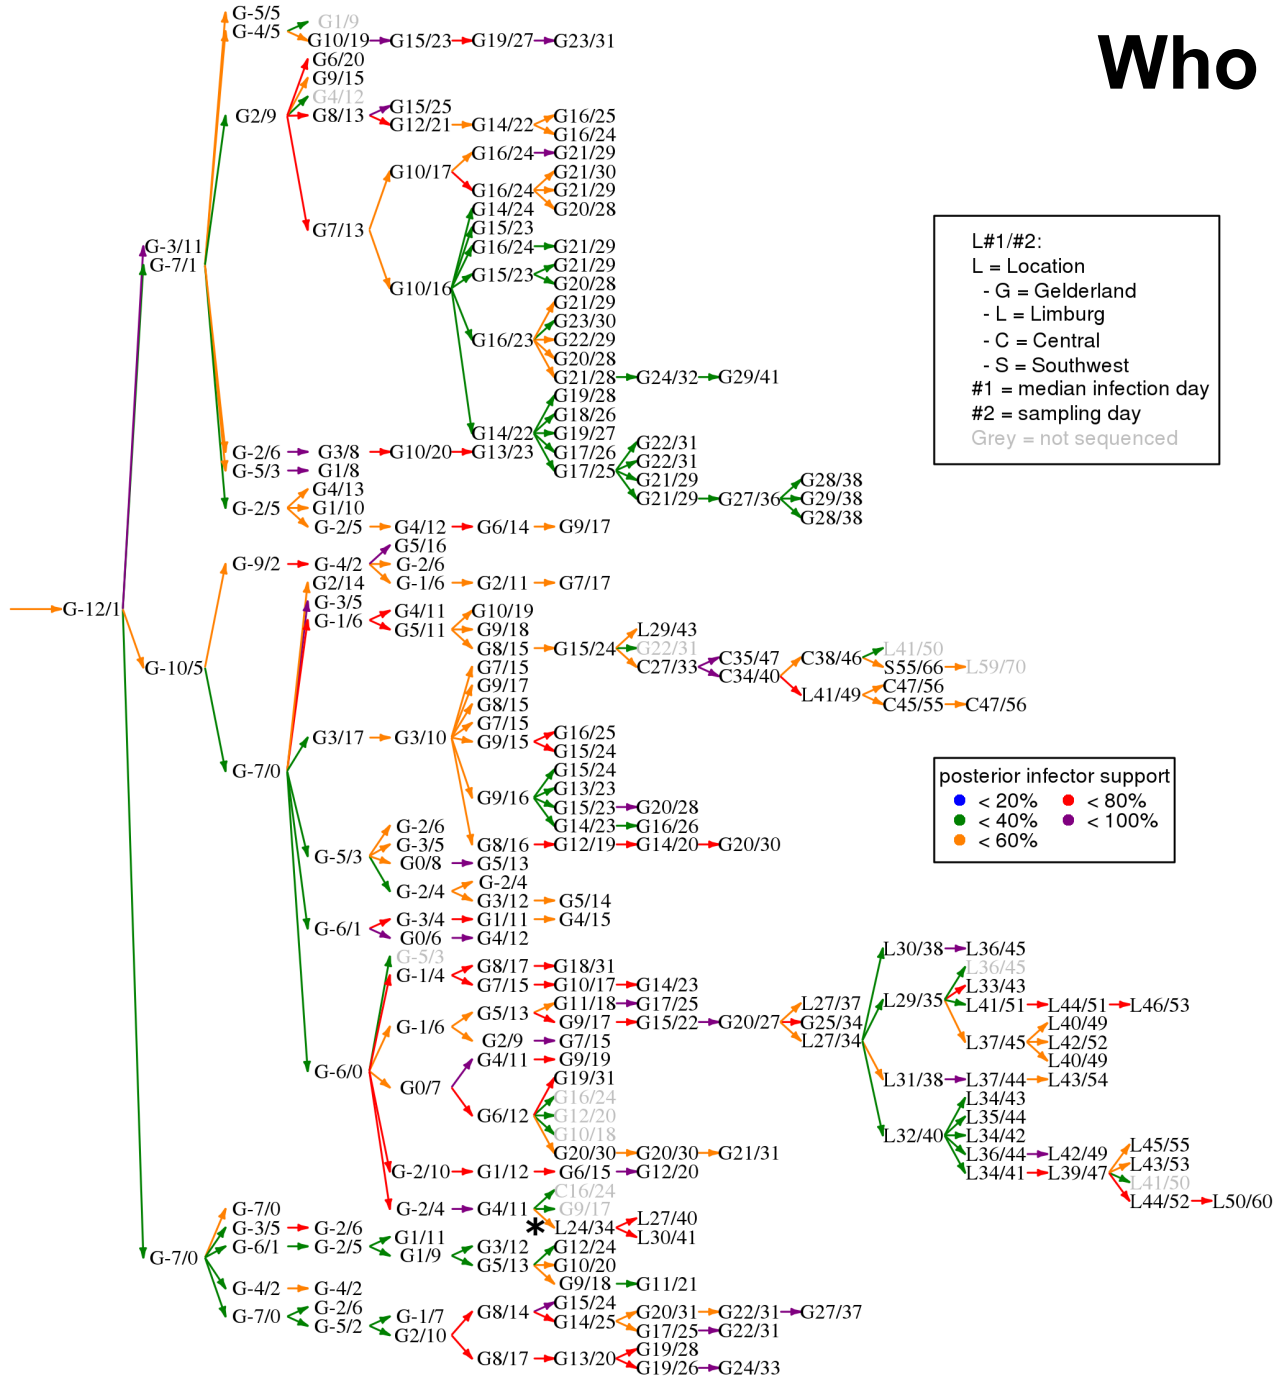 Who
G-5/5
G-4/5
G1/9
G10/19 G15/23 G19/27 G23/31
G6/20
G9/15
G4/12
G2/9 G8/13 G15/25
G12/21 G14/22 G16/25
G16/24
G10/17 G16/24 G21/29
G21/30
G16/24 G21/29
G20/28
G7/13 G14/24
G15/23
G-3/11 G16/24 G21/29
G-7/1 G15/23 G21/29
G20/28
G10/16 G21/29
G23/30
G16/23 G22/29
G20/28
G21/28 G24/32 G29/41
G19/28
G18/26
G14/22 G19/27
G-2/6 G3/8 G10/20 G13/23 G17/26
G-5/3 G1/8 G17/25 G22/31
G22/31
G21/29
G21/29 G27/36 G28/38
G29/38
G28/38
G-2/5 G4/13
G1/10
G-2/5 G4/12 G6/14 G9/17
G-9/2 G-4/2 G5/16
G-2/6
G-1/6 G2/11 G7/17
G2/14
G-3/5
G-12/1 G-1/6 G4/11 G10/19
G5/11 G9/18
G8/15 G15/24 L29/43
G22/31
C27/33 C35/47
C34/40 C38/46 L41/50
S55/66 L59/70
L41/49 C47/56
C45/55 C47/56
G-10/5 G7/15
G9/17
G8/15
G7/15
G3/17 G3/10 G9/15 G16/25
G15/24
G-7/0 G9/16 G15/24
G13/23
G15/23 G20/28
G14/23 G16/26
G8/16 G12/19 G14/20 G20/30
G-5/3 G-2/6
G-3/5
G0/8 G5/13
G-2/4 G-2/4
G3/12 G5/14
G-6/1 G-3/4 G1/11 G4/15
G0/6 G4/12
G-5/3
G-1/4 G8/17 G18/31
G7/15 G10/17 G14/23
G-1/6 G5/13 G11/18 G17/25
G9/17 G15/22 G20/27 L27/37
G25/34
L27/34
G2/9 G7/15
L30/38 L36/45
L29/35 L36/45
L33/43
L41/51 L44/51 L46/53
L37/45 L40/49
L42/52
L40/49
L31/38 L37/44 L43/54
L32/40 L34/43
L35/44
L34/42
L36/44 L42/49
L34/41 L39/47 L45/55
L43/53
L41/50
L44/52 L50/60
G-6/0 G0/7 G4/11 G9/19
G6/12 G19/31
G16/24
G12/20
G10/18
G20/30 G20/30 G21/31
G-2/10 G1/12 G6/15 G12/20
G-2/4 G4/11 C16/24
G9/17
* L24/34 L27/40
L30/41
G-7/0 G-7/0
G-3/5 G-2/6
G-6/1 G-2/5 G1/11
G1/9 G3/12
G5/13 G12/24
G10/20
G9/18 G11/21
G-4/2 G-4/2
G-7/0 G-2/6
G-5/2 G-1/7
G2/10 G8/14 G15/24
G14/25 G20/31 G22/31 G27/37
G17/25 G22/31
G8/17 G13/20 G19/28
G19/26 G24/33
L#1/#2:
L = Location
- G = Gelderland
- L = Limburg
- C = Central
- S = Southwest
#1 = median infection day
#2 = sampling day
Grey = not sequenced
posterior infector support
< 20% < 80%
< 40% < 100%
< 60%